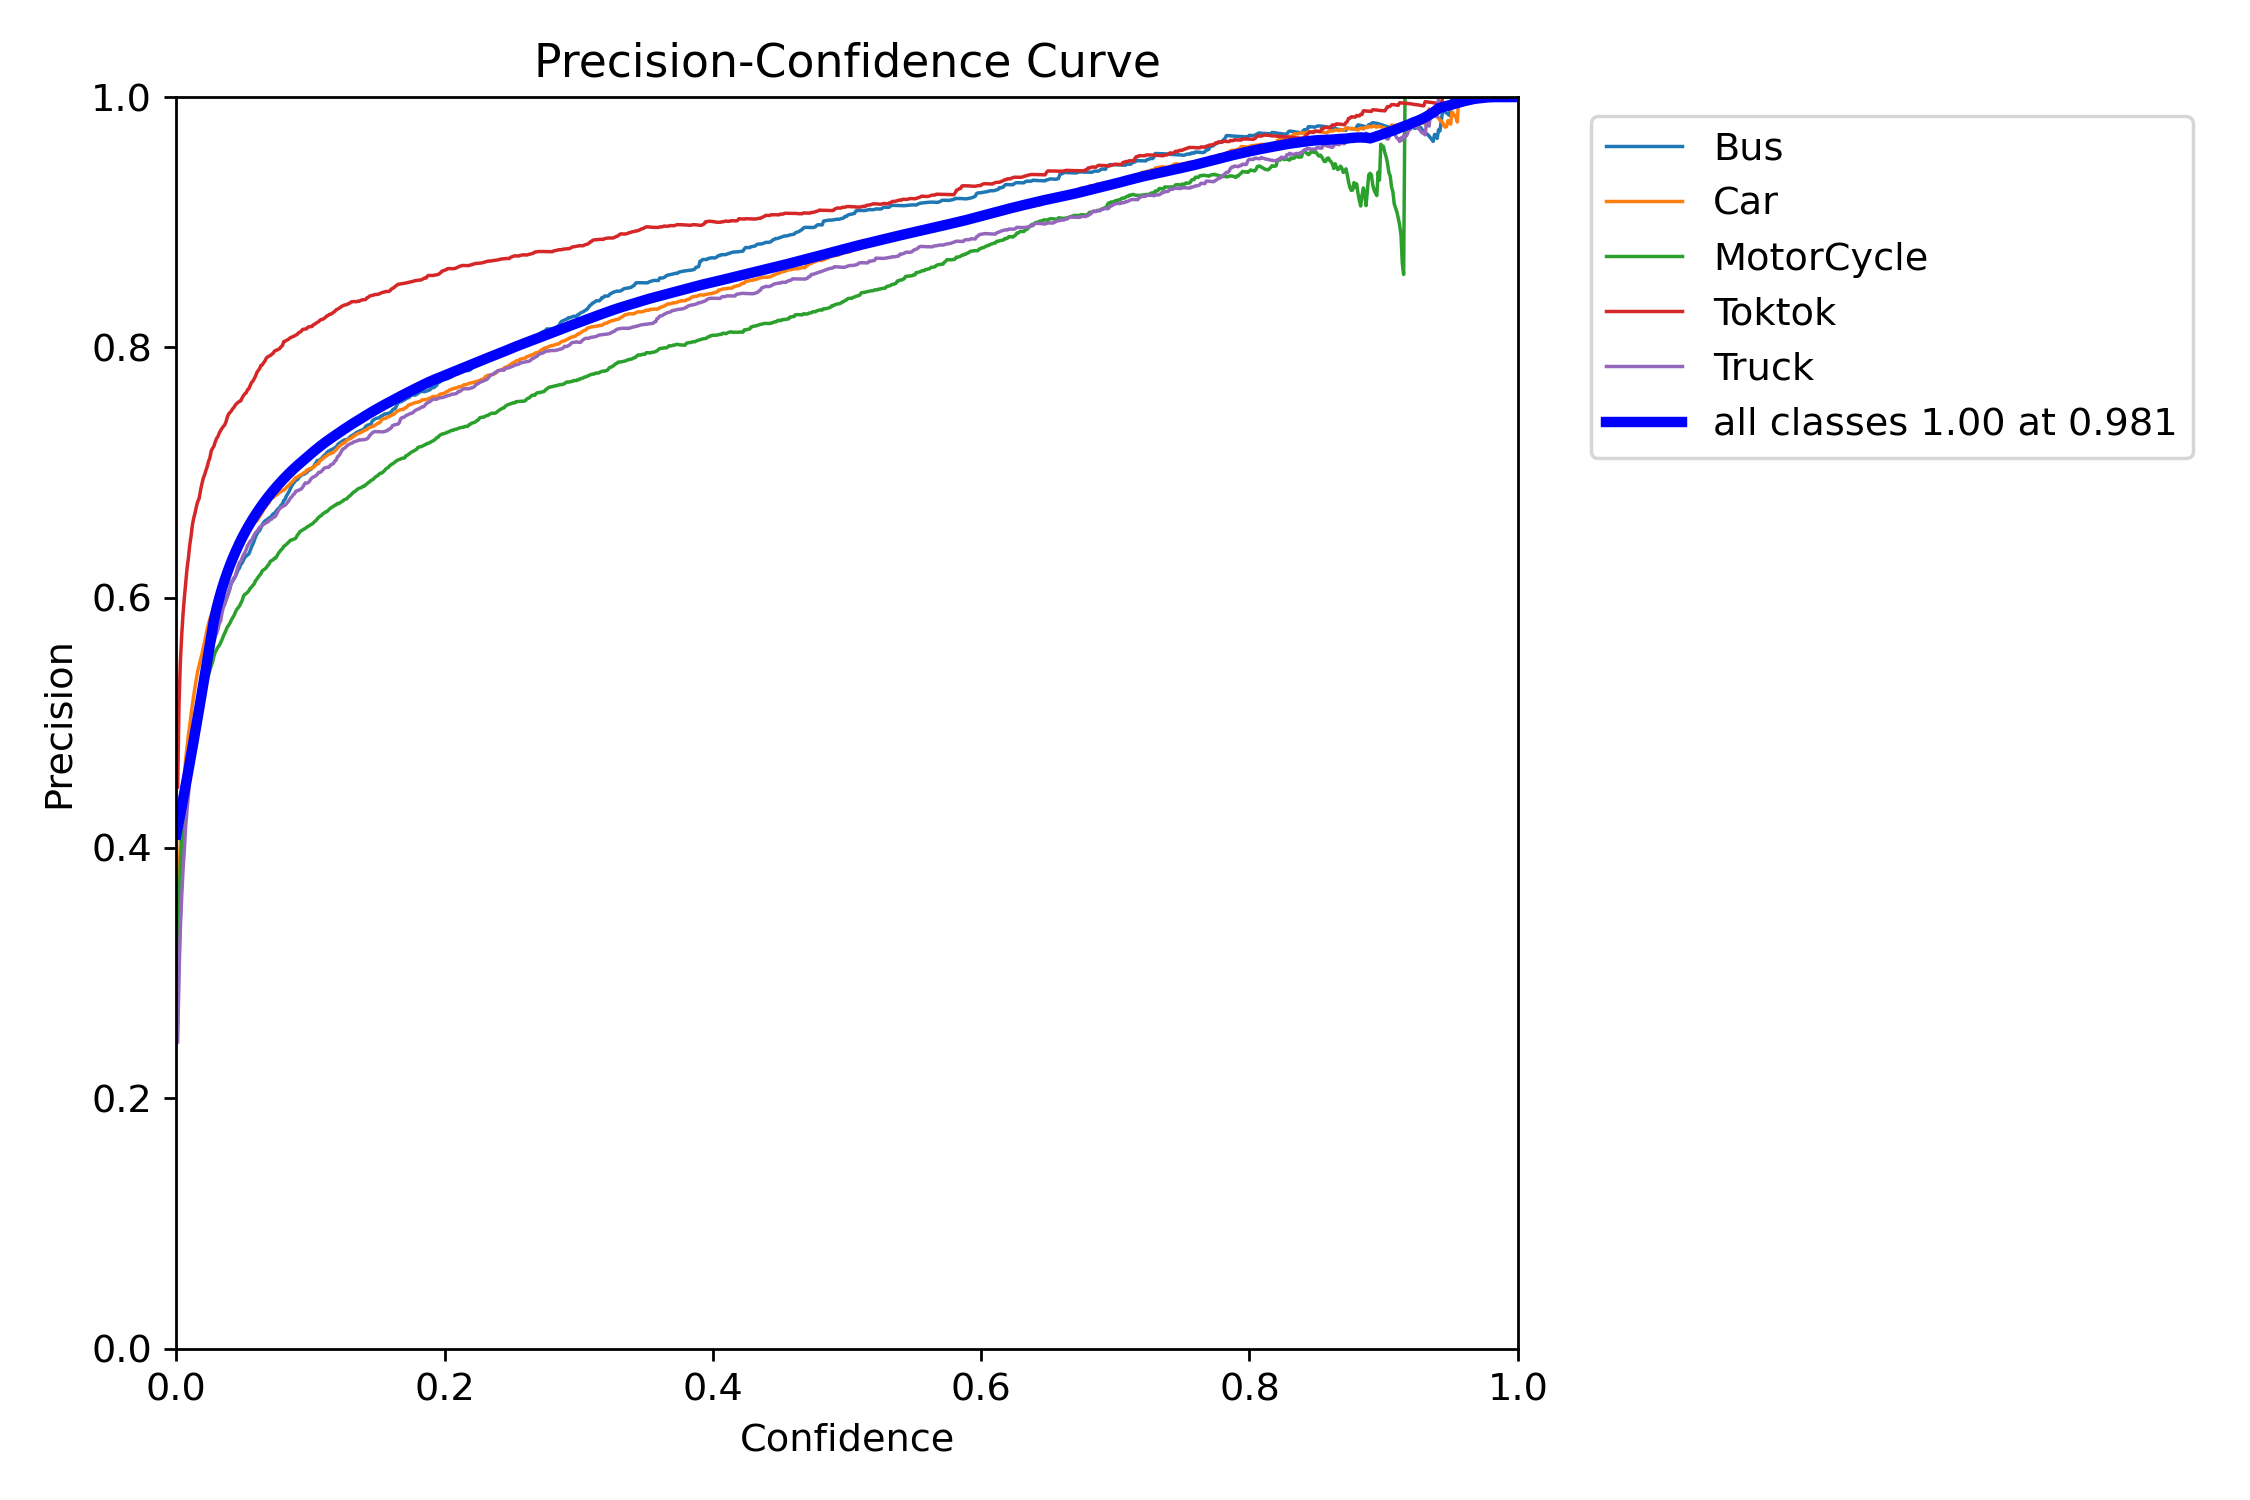 Precision-Confidence Curve
1.0
0.8
0.6
0.4
0.2
0.0
Precision
0.0 0.2 0.4 0.6 0.8 1.0
Confidence
Bus
Car
MotorCycle
Toktok
Truck
all classes 1.00 at 0.981